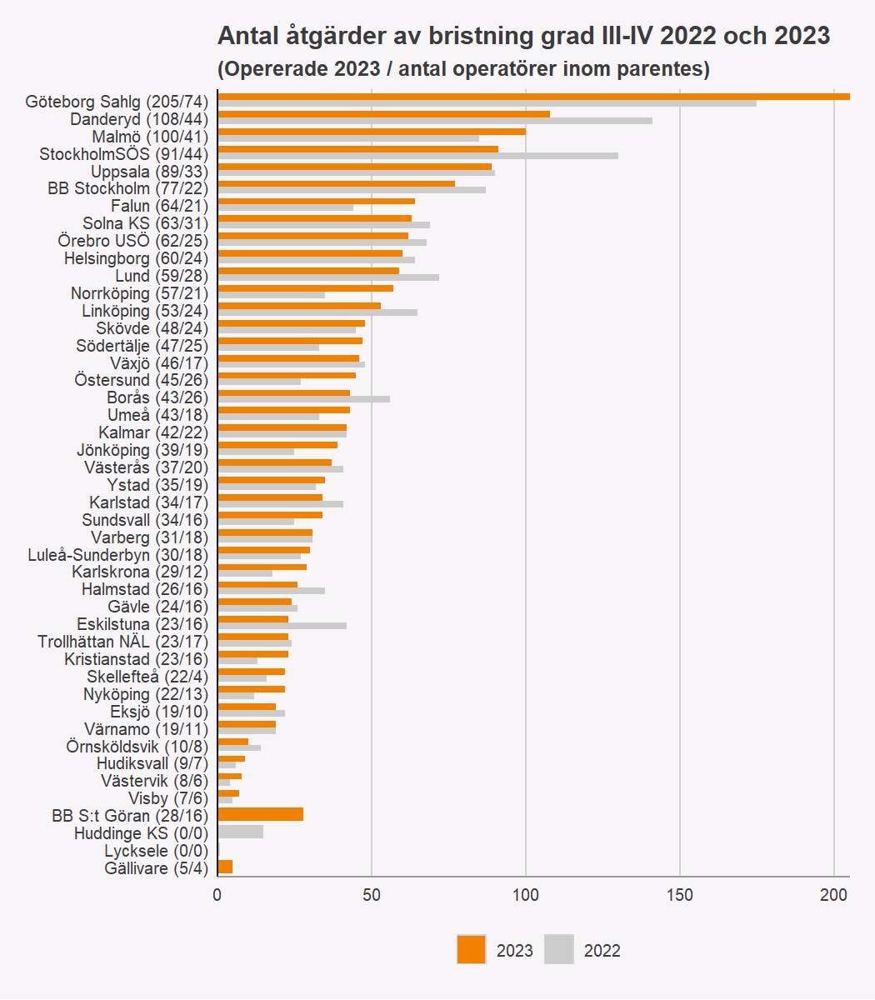 Antal åtgärder av bristning grad III-IV 2022 och 2023
(Opererade 2023 / antal operatörer inom parentes)
Göteborg Sahlg (205/74)
Danderyd (108/44)
Malmö (100/41)
StockholmSÖS (91/44)
Uppsala (89/33)
BB Stockholm (77/22)
Falun (64/21)
Solna KS (63/31)
Örebro USÖ (62/25)
Helsingborg (60/24)
Lund (59/28)
Norrköping (57/21)
Linköping (53/24)
Skövde (48/24)
Södertälje (47/25)
Växjö (46/17)
Östersund (45/26)
Borås (43/26)
Umeå (43/18)
Kalmar (42/22)
Jönköping (39/19)
Västerås (37/20)
Ystad (35/19)
Karlstad (34/17)
Sundsvall (34/16)
Varberg (31/18)
Luleå-Sunderbyn (30/18)
Karlskrona (29/12)
Halmstad (26/16)
Gävle (24/16)
Eskilstuna (23/16)
Trollhättan NÄL (23/17)
Kristianstad (23/16)
Skellefteå (22/4)
Nyköping (22/13)
Eksjö (19/10)
Värnamo (19/11)
Örnsköldsvik (10/8)
Hudiksvall (9/7)
Västervik (8/6)
Visby (7/6)
BB S:t Göran (28/16)
Huddinge KS (0/0)
Lycksele (0/0)
Gällivare (5/4)
0 50 100 150 200
2023 2022